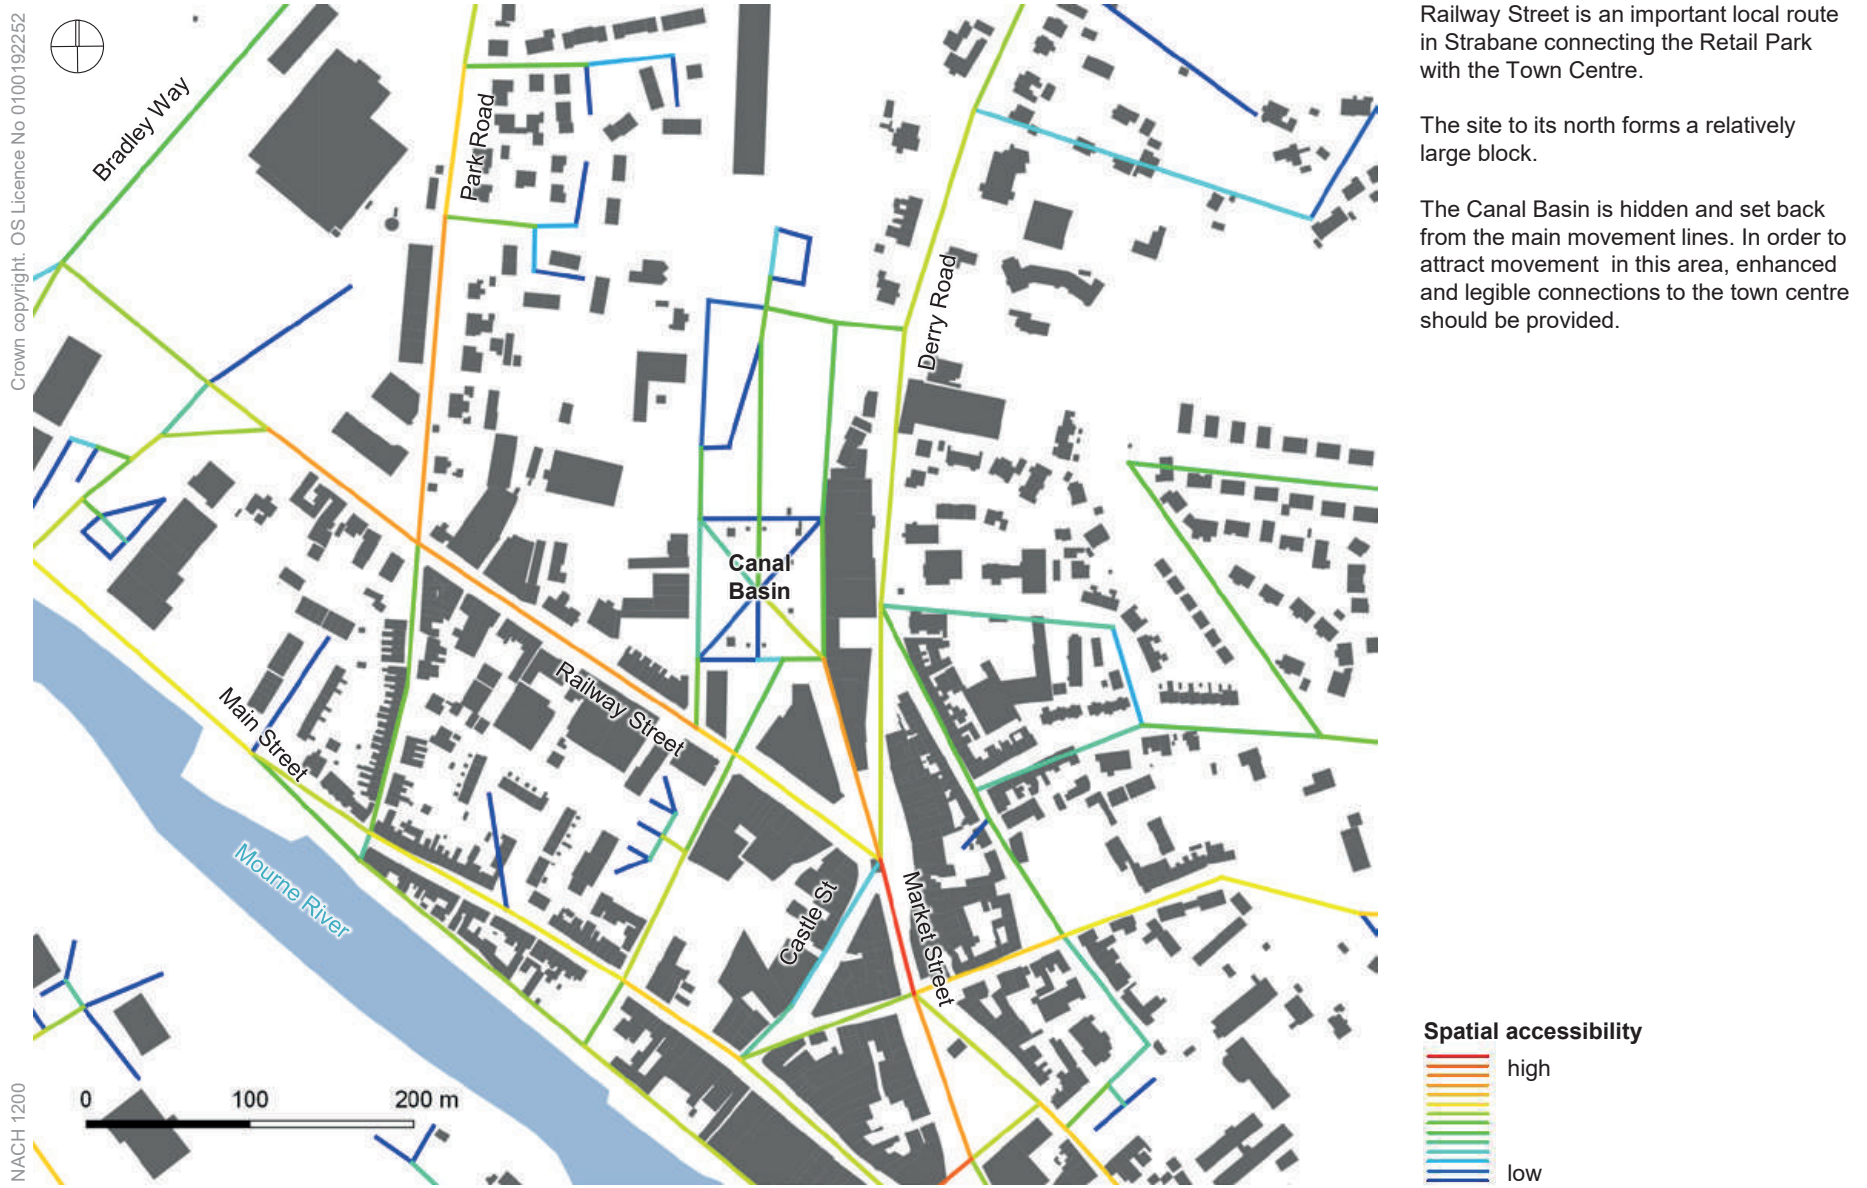 Crown copyright. OS Licence No 0100192252
NACH 1200
Bradley Way
Park Road
Derry Road
Canal
Basin
Railway Street
Main Street
Mourne River
Castle St
Market Street
0 100 200 m
Railway Street is an important local route
in Strabane connecting the Retail Park
with the Town Centre.
The site to its north forms a relatively
large block.
The Canal Basin is hidden and set back
from the main movement lines. In order to
attract movement in this area, enhanced
and legible connections to the town centre
should be provided.
Spatial accessibility
high
low